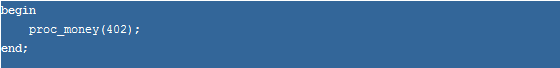 begin
    proc_money(402);
end;